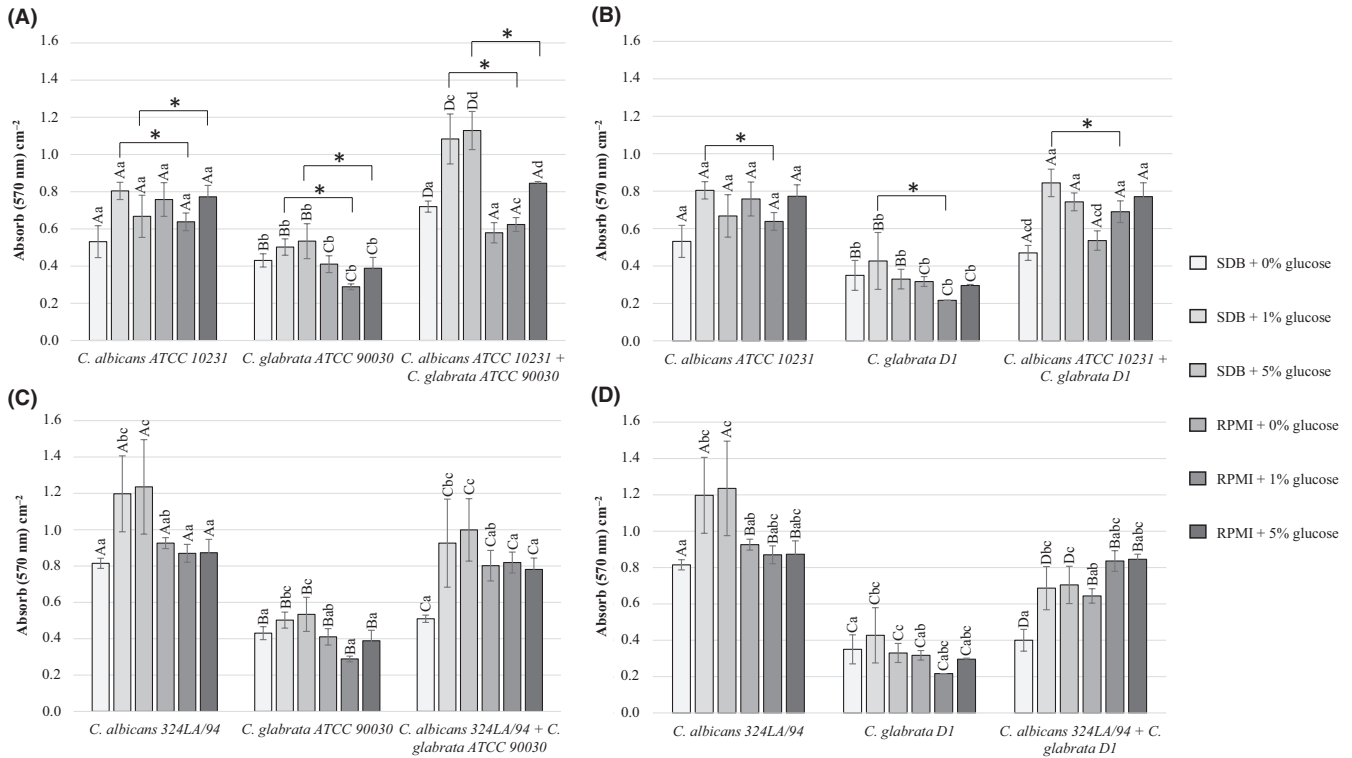 (A)
Absorb (570 nm) cm⁻²
1.6
1.4
1.2
1.0
0.8
0.6
0.4
0.2
0.0
*
*
*
*
*
*
Aa
Aa
Aa
Aa
Aa
Aa
Bb
Bb
Bb
Cb
Cb
Cb
Da
Dc
Dd
Aa
Ac
Ad
C. albicans ATCC 10231
C. glabrata ATCC 90030
C. albicans ATCC 10231 +
C. glabrata ATCC 90030
(B)
Abosrb (570 nm) cm⁻²
1.6
1.4
1.2
1.0
0.8
0.6
0.4
0.2
0.0
*
*
*
Aa
Aa
Aa
Aa
Aa
Aa
Bb
Bb
Bb
Cb
Cb
Cb
Acd
Aa
Aa
Acd
Aa
Aa
C. albicans ATCC 10231
C. glabrata D1
C. albicans ATCC 10231 +
C. glabrata D1
SDB + 0% glucose
SDB + 1% glucose
SDB + 5% glucose
RPMI + 0% glucose
RPMI + 1% glucose
RPMI + 5% glucose
(C)
Absorb (570 nm) cm⁻²
1.6
1.4
1.2
1.0
0.8
0.6
0.4
0.2
0.0
Aa
Abc
Ac
Aab
Aa
Aa
Ba
Bbc
Bc
Bab
Ba
Ba
Ca
Cbc
Cc
Cab
Ca
Ca
C. albicans 324LA/94
C. glabrata ATCC 90030
C. albicans 324LA/94 + C.
glabrata ATCC 90030
(D)
Absorb (570 nm) cm⁻²
1.6
1.4
1.2
1.0
0.8
0.6
0.4
0.2
0.0
Aa
Abc
Ac
Bab
Babc
Babc
Ca
Cbc
Cc
Cab
Cabc
Cabc
Da
Dbc
Dc
Bab
Babc
Babc
C. albicans 324LA/94
C. glabrata D1
C. albicans 324LA/94 + C.
glabrata D1